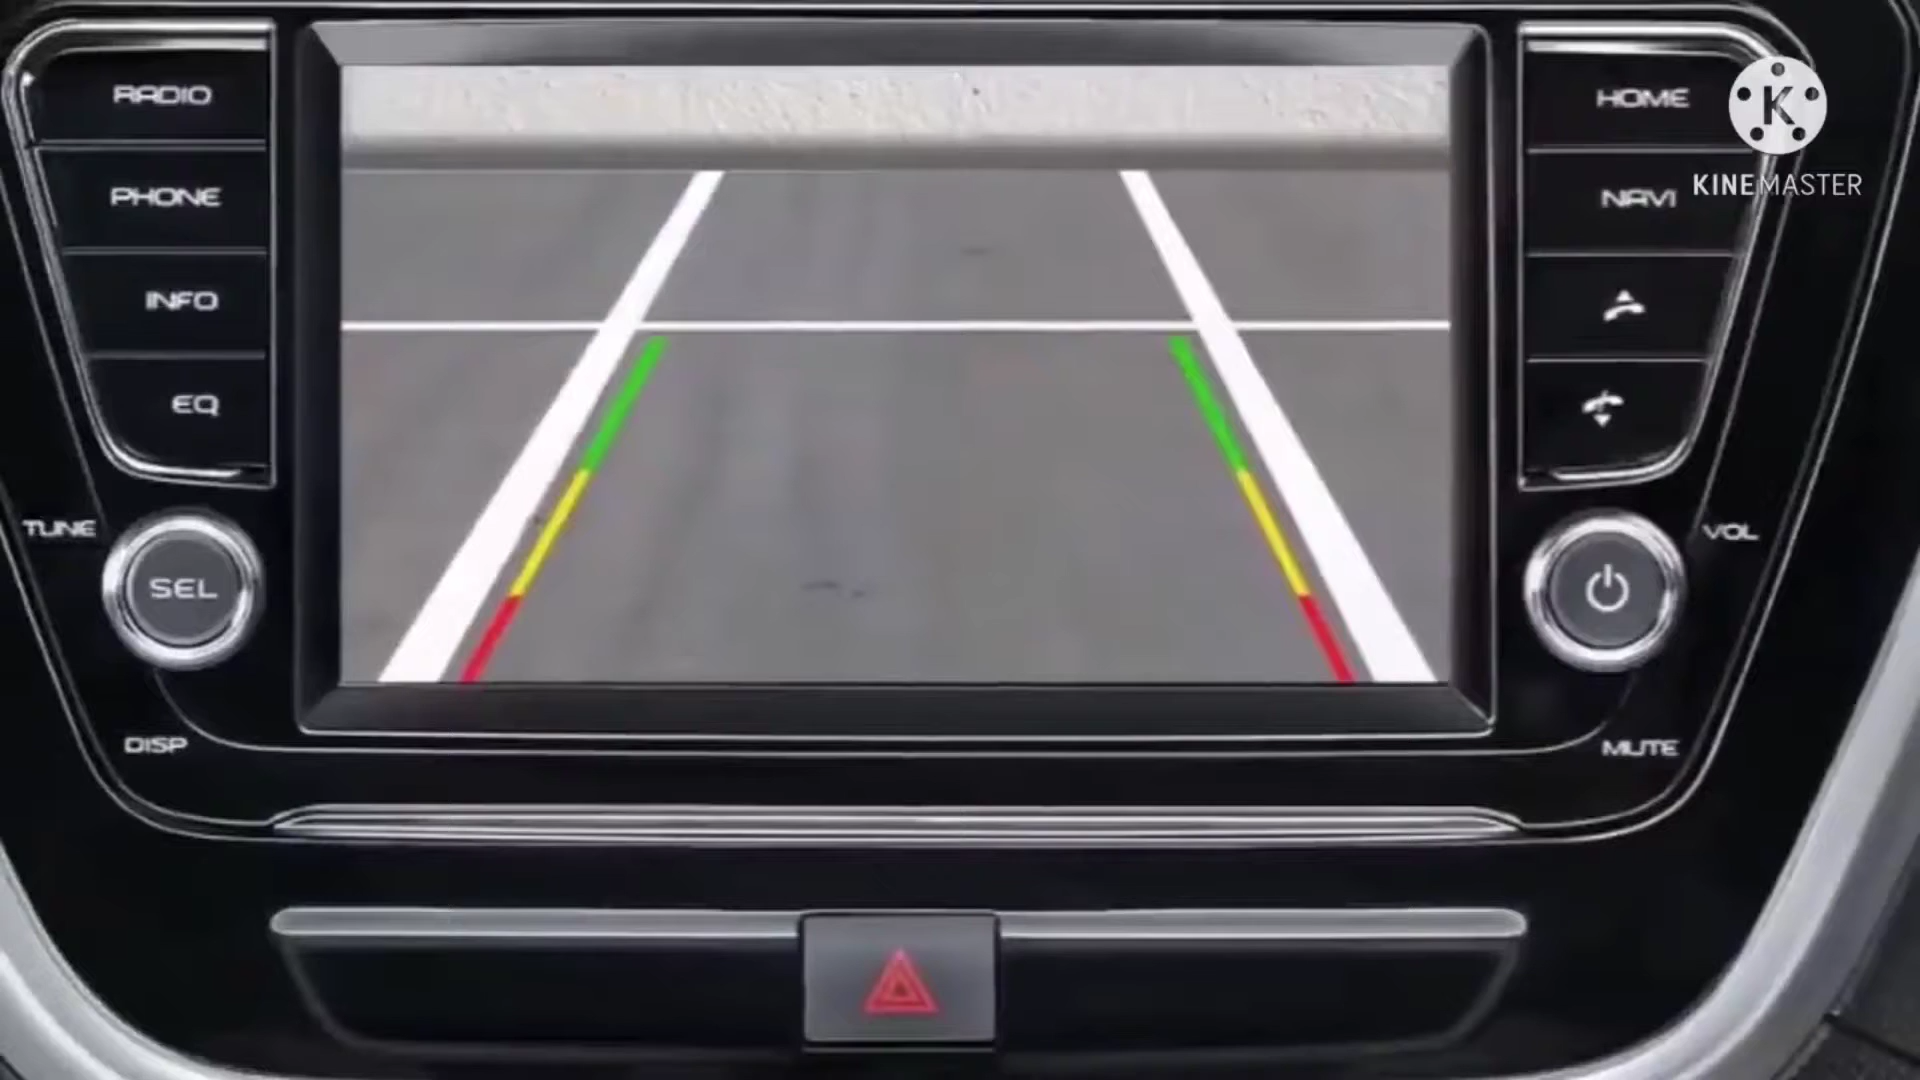 RADIO
PHONE
INFO
EQ
TUNE
SEL
DISP
HOME
NAVI
VOL
MUTE
K
KINEMASTER